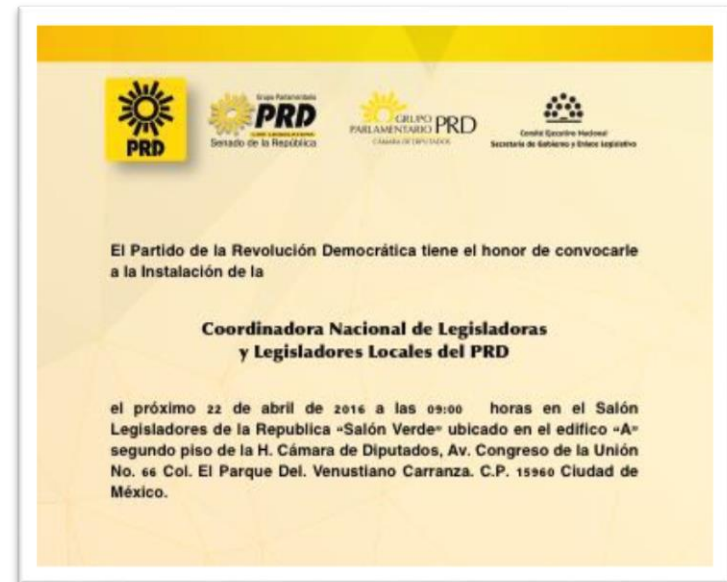 PRD
Grupo Parlamentario
PRD
Senado de la República
GRUPO
PARLAMENTARIO PRD
CÁMARA DE DIPUTADOS
Comité Ejecutivo Nacional
Secretaría de Gobierno y Enlace Legislativo
El Partido de la Revolución Democrática tiene el honor de convocarle
a la Instalación de la
Coordinadora Nacional de Legisladoras
y Legisladores Locales del PRD
el próximo 22 de abril de 2016 a las 09:00 horas en el Salón
Legisladores de la Republica “Salón Verde” ubicado en el edifico “A”
segundo piso de la H. Cámara de Diputados, Av. Congreso de la Unión
No. 66 Col. El Parque Del. Venustiano Carranza. C.P. 15960 Ciudad de
México.